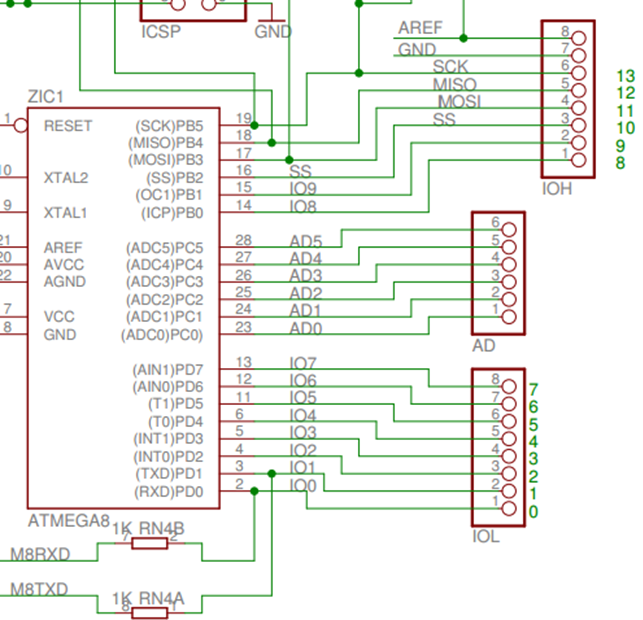 ICSP
GND
AREF 8
GND 7
SCK 6 13
MISO 5 12
MOSI 4 11
SS 3 10
2 9
1 8
IOH
ZIC1
1 RESET (SCK)PB5 19
(MISO)PB4 18
(MOSI)PB3 17
10 XTAL2 (SS)PB2 16 SS
(OC1)PB1 15 IO9
9 XTAL1 (ICP)PB0 14 IO8
21 AREF (ADC5)PC5 28 AD5 6
20 AVCC (ADC4)PC4 27 AD4 5
22 AGND (ADC3)PC3 26 AD3 4
(ADC2)PC2 25 AD2 3
7 VCC (ADC1)PC1 24 AD1 2
8 GND (ADC0)PC0) 23 AD0 1
AD
(AIN1)PD7 13 IO7 8 7
(AIN0)PD6 12 IO6 7 6
(T1)PD5 11 IO5 6 5
(T0)PD4 6 IO4 5 4
(INT1)PD3 5 IO3 4 3
(INT0)PD2 4 IO2 3 2
(TXD)PD1 3 IO1 2 1
(RXD)PD0 2 IO0 1 0
ATMEGA8
IOL
1K RN4B
7 2
M8RXD
M8TXD
1K RN4A
8 1